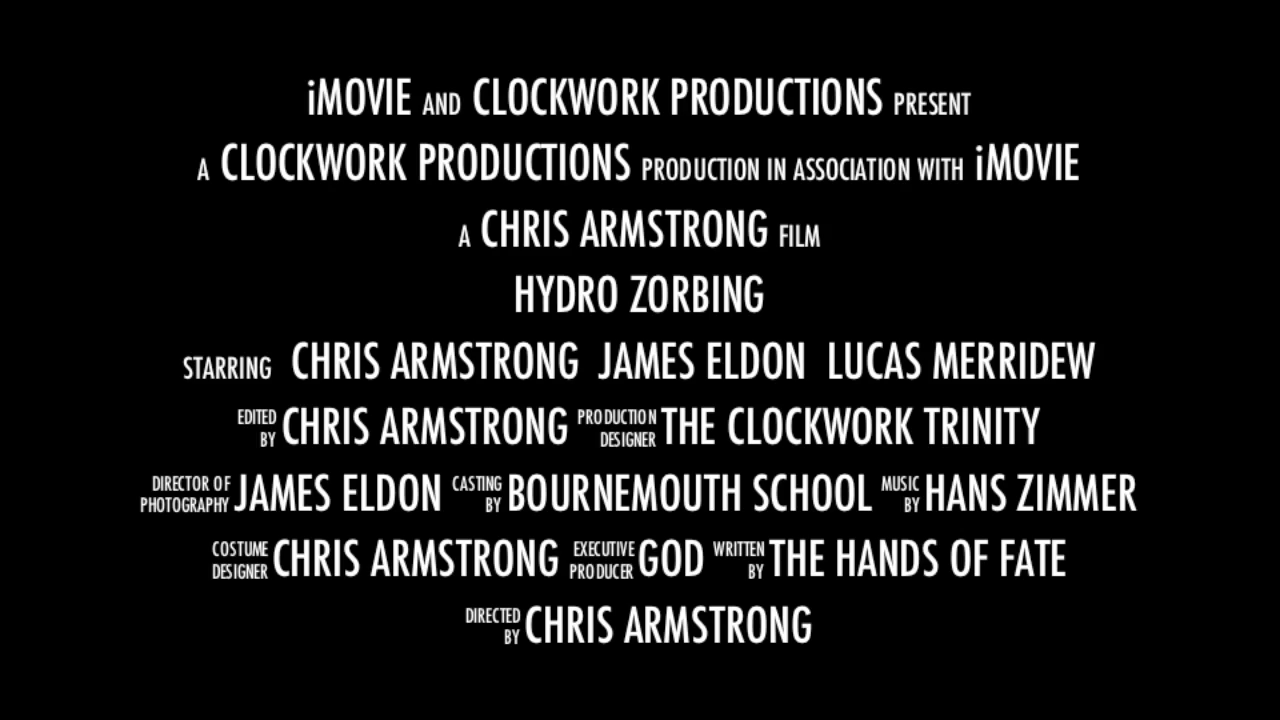 iMOVIE AND CLOCKWORK PRODUCTIONS PRESENT
A CLOCKWORK PRODUCTIONS PRODUCTION IN ASSOCIATION WITH iMOVIE
A CHRIS ARMSTRONG FILM
HYDRO ZORBING
STARRING CHRIS ARMSTRONG JAMES ELDON LUCAS MERRIDEW
EDITED BY CHRIS ARMSTRONG PRODUCTION DESIGNER THE CLOCKWORK TRINITY
DIRECTOR OF PHOTOGRAPHY JAMES ELDON CASTING BY BOURNEMOUTH SCHOOL MUSIC BY HANS ZIMMER
COSTUME DESIGNER CHRIS ARMSTRONG EXECUTIVE PRODUCER GOD WRITTEN BY THE HANDS OF FATE
DIRECTED BY CHRIS ARMSTRONG